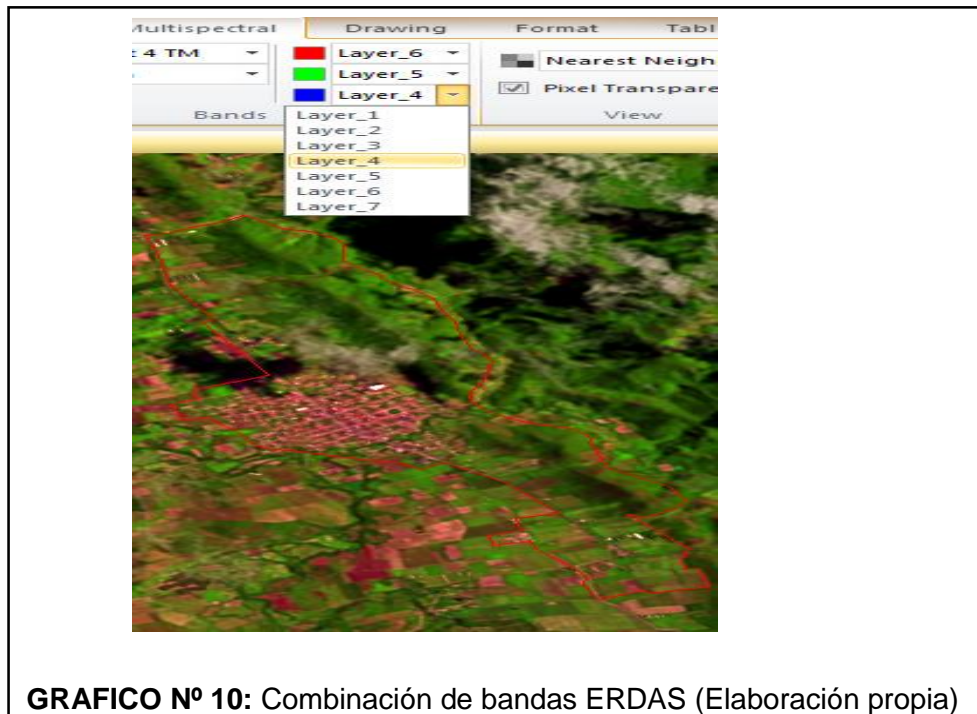 Multispectral Drawing Format Tabl
4 TM Layer_6 Nearest Neigh
Layer_5
Layer_4 Pixel Transpare
Bands View
Layer_1
Layer_2
Layer_3
Layer_4
Layer_5
Layer_6
Layer_7
GRAFICO Nº 10: Combinación de bandas ERDAS (Elaboración propia)